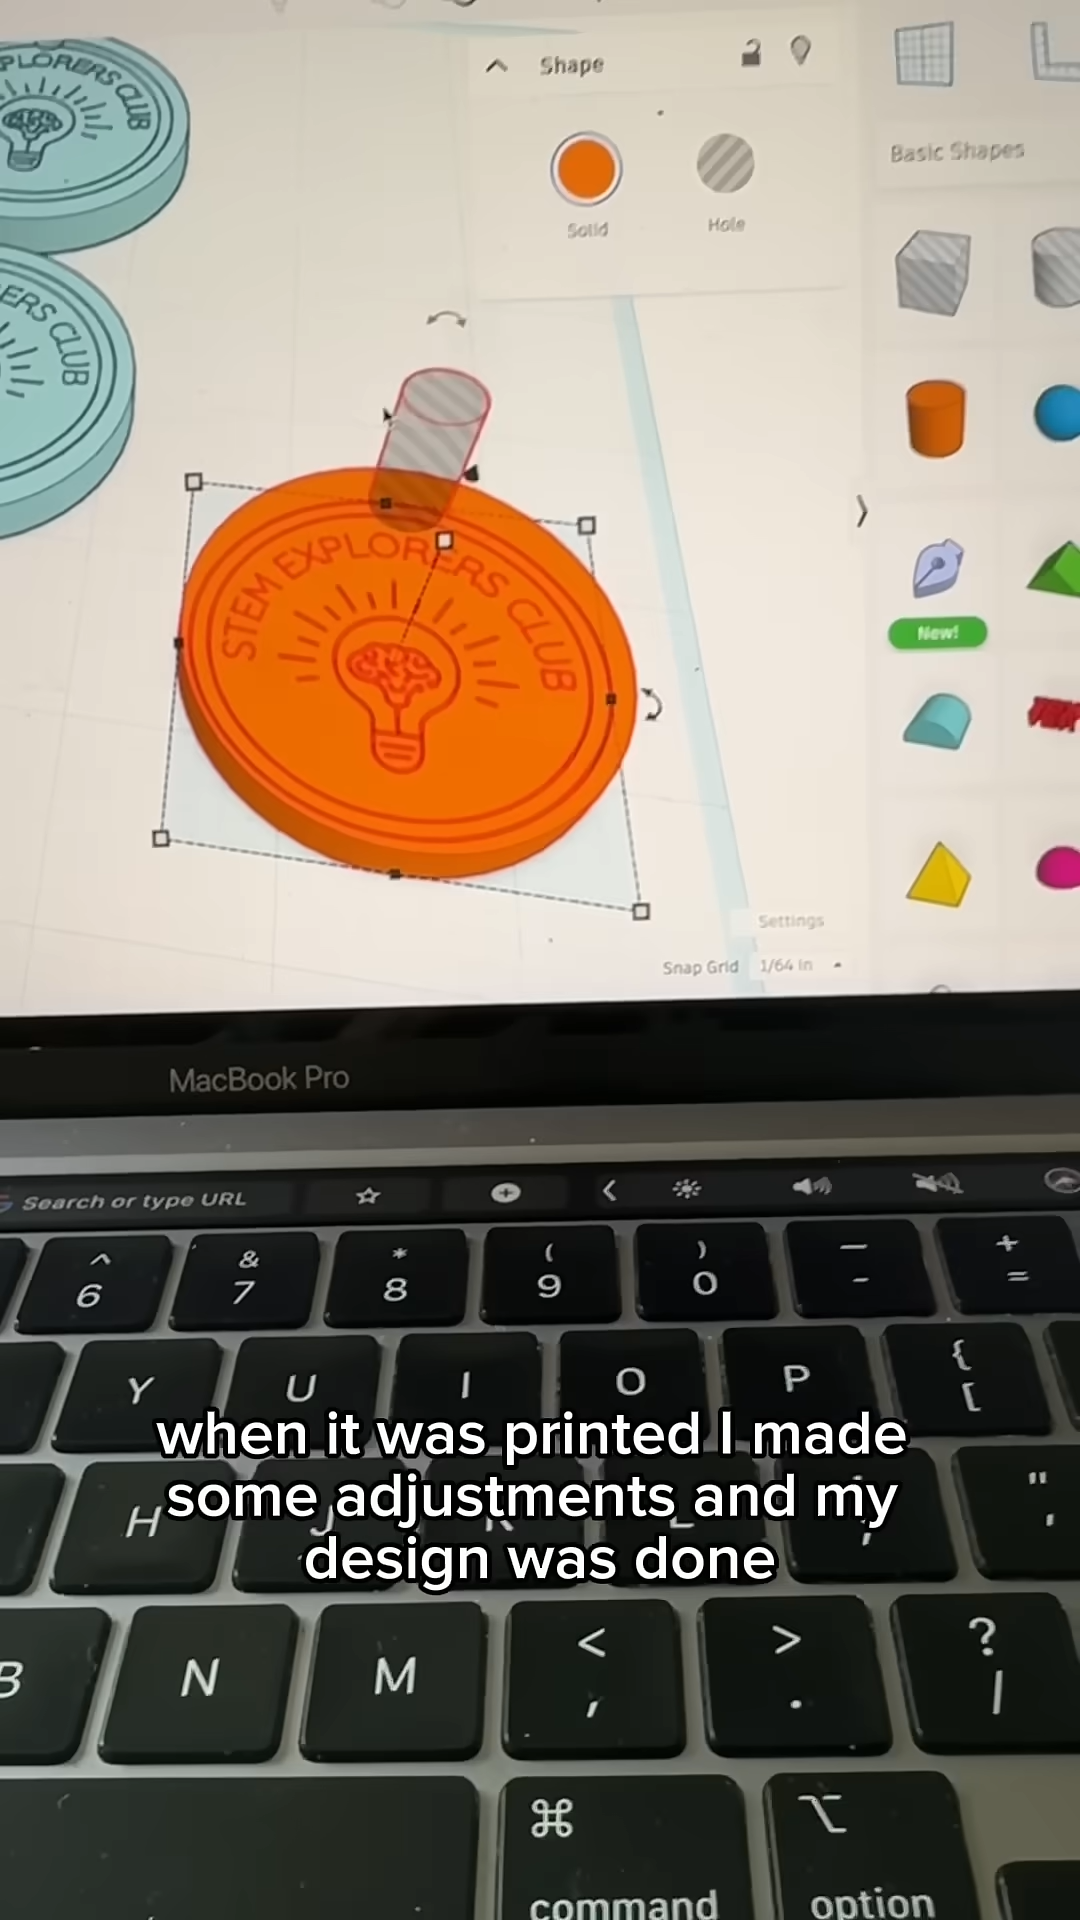 PLORERS CLUB
ERS CLUB
Shape
Solid
Hole
Basic Shapes
New!
STEM EXPLORERS CLUB
Settings
Snap Grid 1/64 in
MacBook Pro
Search or type URL
^ & * ( ) — +
6 7 8 9 0 - =
Y U I O P { [
when it was printed I made
some adjustments and my
design was done
H J K L ; " '
B N M < , > . ? /
⌘ ⌥
command option